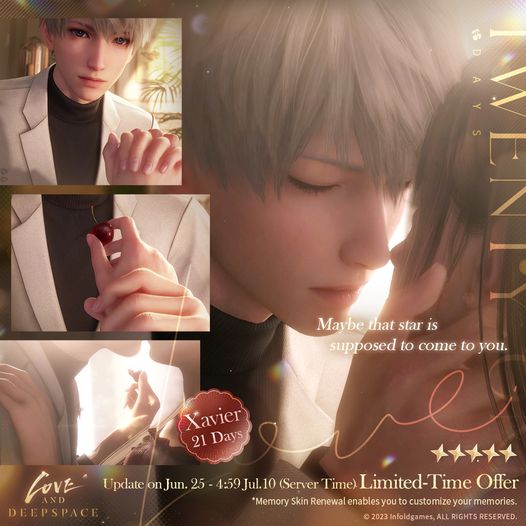 TWENTY
DAYS
Maybe that star is
supposed to come to you.
Xavier
21 Days
LOVE
AND
DEEPSPACE
Update on Jun. 25 - 4:59 Jul.10 (Server Time) Limited-Time Offer
*Memory Skin Renewal enables you to customize your memories.
© 2023 Infoldgames, ALL RIGHTS RESERVED.